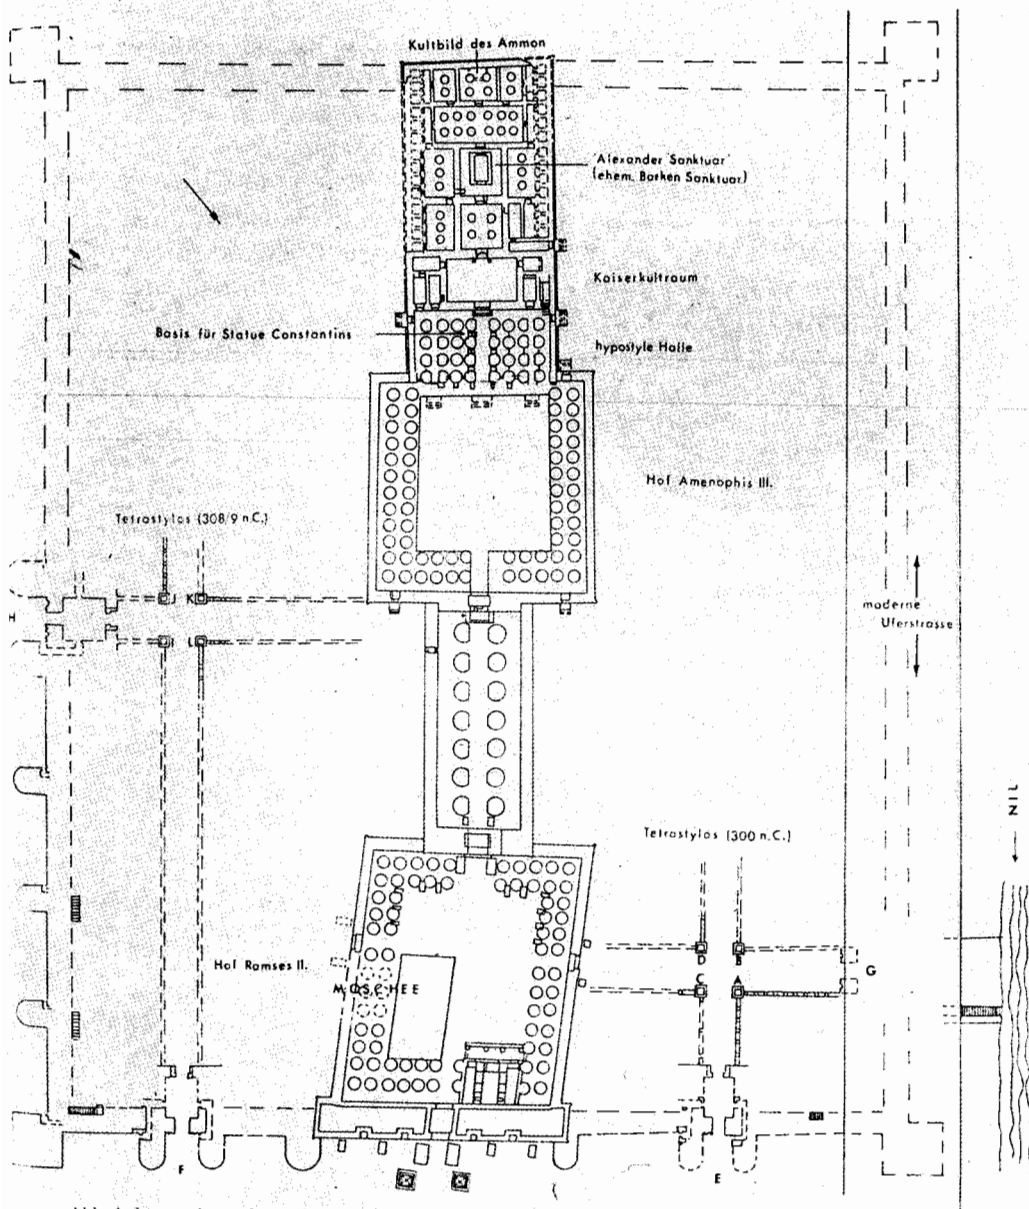 Kultbild des Ammon
'Alexander Sanktuar'
(ehem. Barken Sanktuar)
Kaiserkultraum
Basis für Statue Constantins
hypostyle Halle
Hof Amenophis III.
Tetrastylos (308/9 n.C.)
J
K
H
I
L
moderne
Uferstrasse
NIL
Tetrastylos (300 n.C.)
D
B
G
Hof Ramses II.
C
A
MOSCHEE
F
E